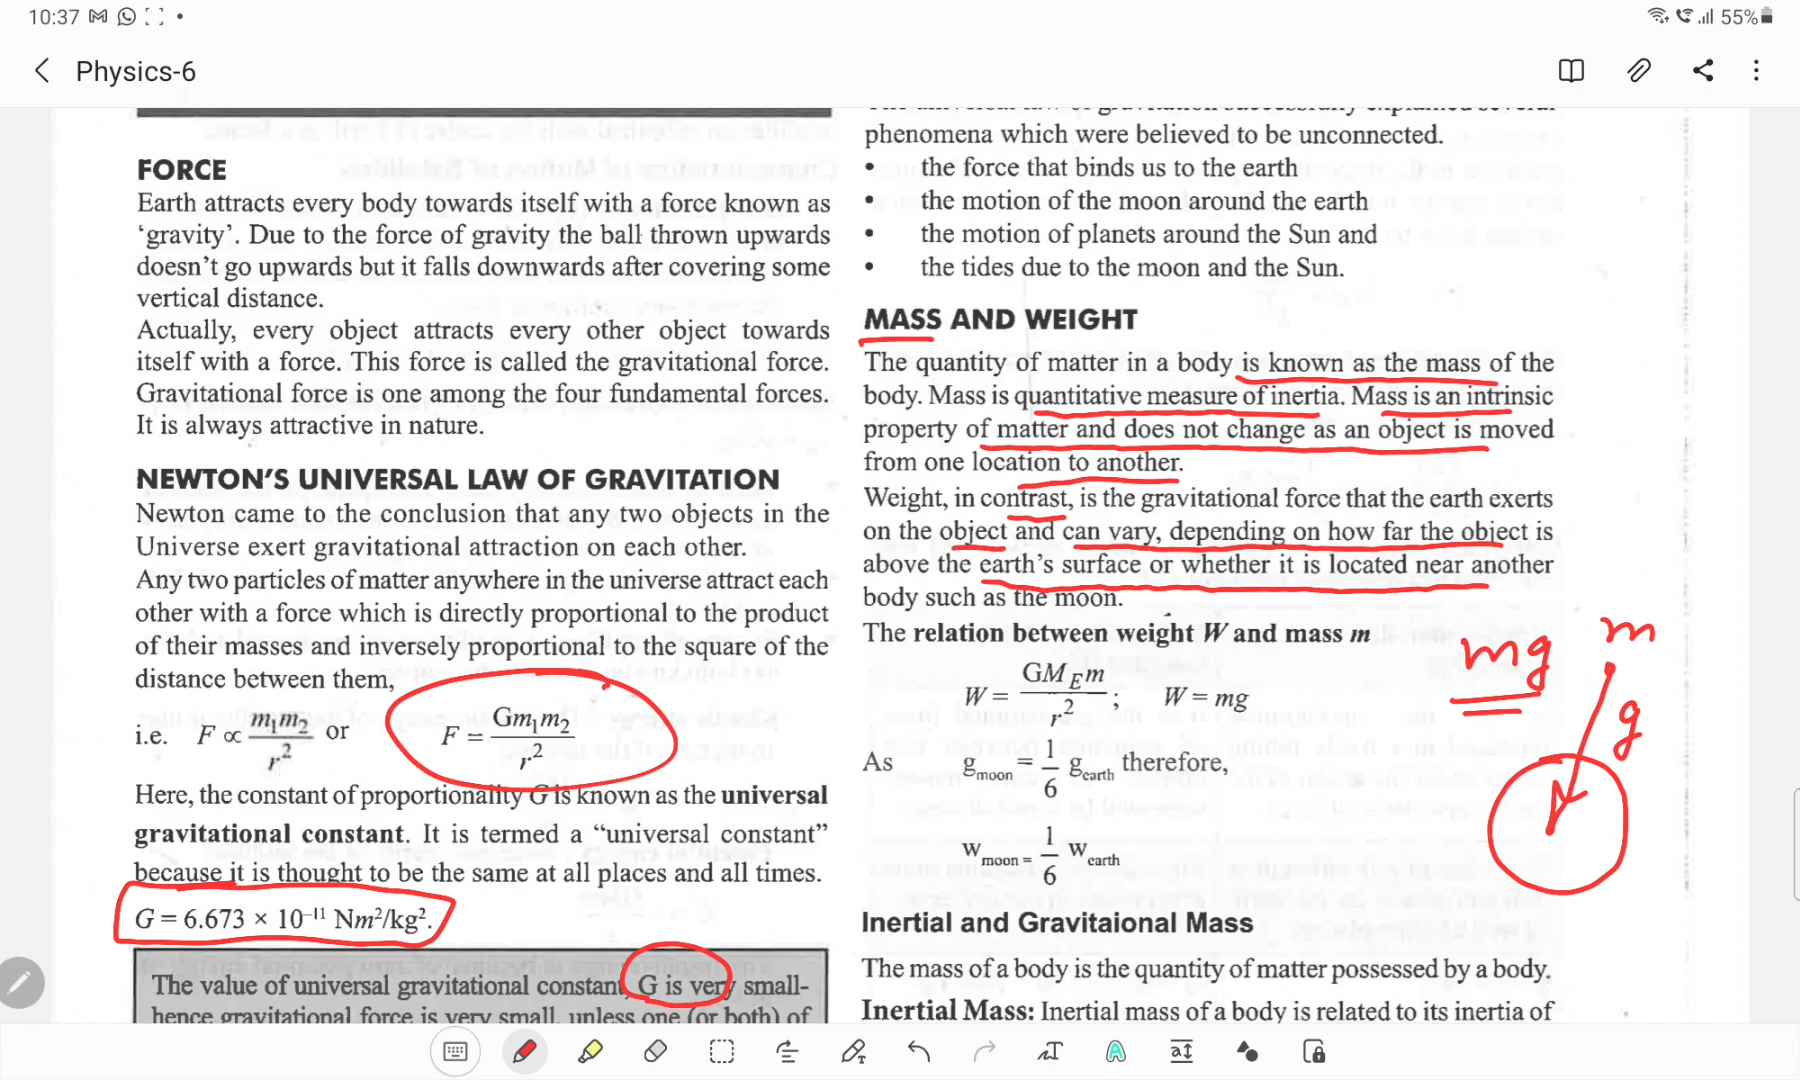 10:37
55%
Physics-6
FORCE
Earth attracts every body towards itself with a force known as
‘gravity’. Due to the force of gravity the ball thrown upwards
doesn’t go upwards but it falls downwards after covering some
vertical distance.
Actually, every object attracts every other object towards
itself with a force. This force is called the gravitational force.
Gravitational force is one among the four fundamental forces.
It is always attractive in nature.
NEWTON’S UNIVERSAL LAW OF GRAVITATION
Newton came to the conclusion that any two objects in the
Universe exert gravitational attraction on each other.
Any two particles of matter anywhere in the universe attract each
other with a force which is directly proportional to the product
of their masses and inversely proportional to the square of the
distance between them,
i.e. F ∝ m₁m₂/r² or F = Gm₁m₂/r²
Here, the constant of proportionality G is known as the universal
gravitational constant. It is termed a “universal constant”
because it is thought to be the same at all places and all times.
G = 6.673 × 10⁻¹¹ Nm²/kg².
The value of universal gravitational constant, G is very small-
hence gravitational force is very small, unless one (or both) of
phenomena which were believed to be unconnected.
• the force that binds us to the earth
• the motion of the moon around the earth
• the motion of planets around the Sun and
• the tides due to the moon and the Sun.
MASS AND WEIGHT
The quantity of matter in a body is known as the mass of the
body. Mass is quantitative measure of inertia. Mass is an intrinsic
property of matter and does not change as an object is moved
from one location to another.
Weight, in contrast, is the gravitational force that the earth exerts
on the object and can vary, depending on how far the object is
above the earth’s surface or whether it is located near another
body such as the moon.
The relation between weight W and mass m
W = GM_E m/r² ; W = mg
As g_moon = 1/6 g_earth therefore,
w_moon = 1/6 w_earth
mg
m
g
Inertial and Gravitaional Mass
The mass of a body is the quantity of matter possessed by a body.
Inertial Mass: Inertial mass of a body is related to its inertia of